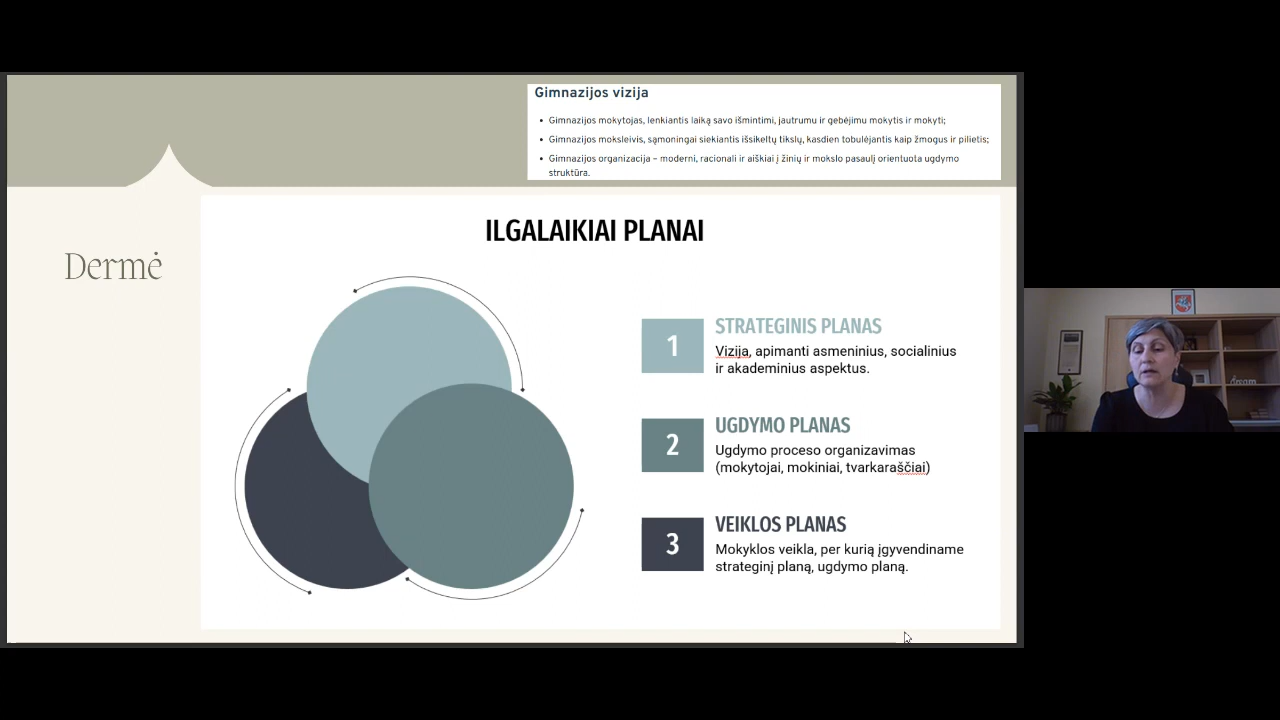 Gimnazijos vizija
• Gimnazijos mokytojas, lenkiantis laiką savo išmintimi, jautrumu ir gebėjimu mokytis ir mokyti;
• Gimnazijos moksleivis, sąmoningai siekiantis išsikeltų tikslų, kasdien tobulėjantis kaip žmogus ir pilietis;
• Gimnazijos organizacija – moderni, racionali ir aiškiai į žinių ir mokslo pasaulį orientuota ugdymo
struktūra.
Dermė
ILGALAIKIAI PLANAI
1
STRATEGINIS PLANAS
Vizija, apimanti asmeninius, socialinius
ir akademinius aspektus.
2
UGDYMO PLANAS
Ugdymo proceso organizavimas
(mokytojai, mokiniai, tvarkaraščiai)
3
VEIKLOS PLANAS
Mokyklos veikla, per kurią įgyvendiname
strateginį planą, ugdymo planą.
dream